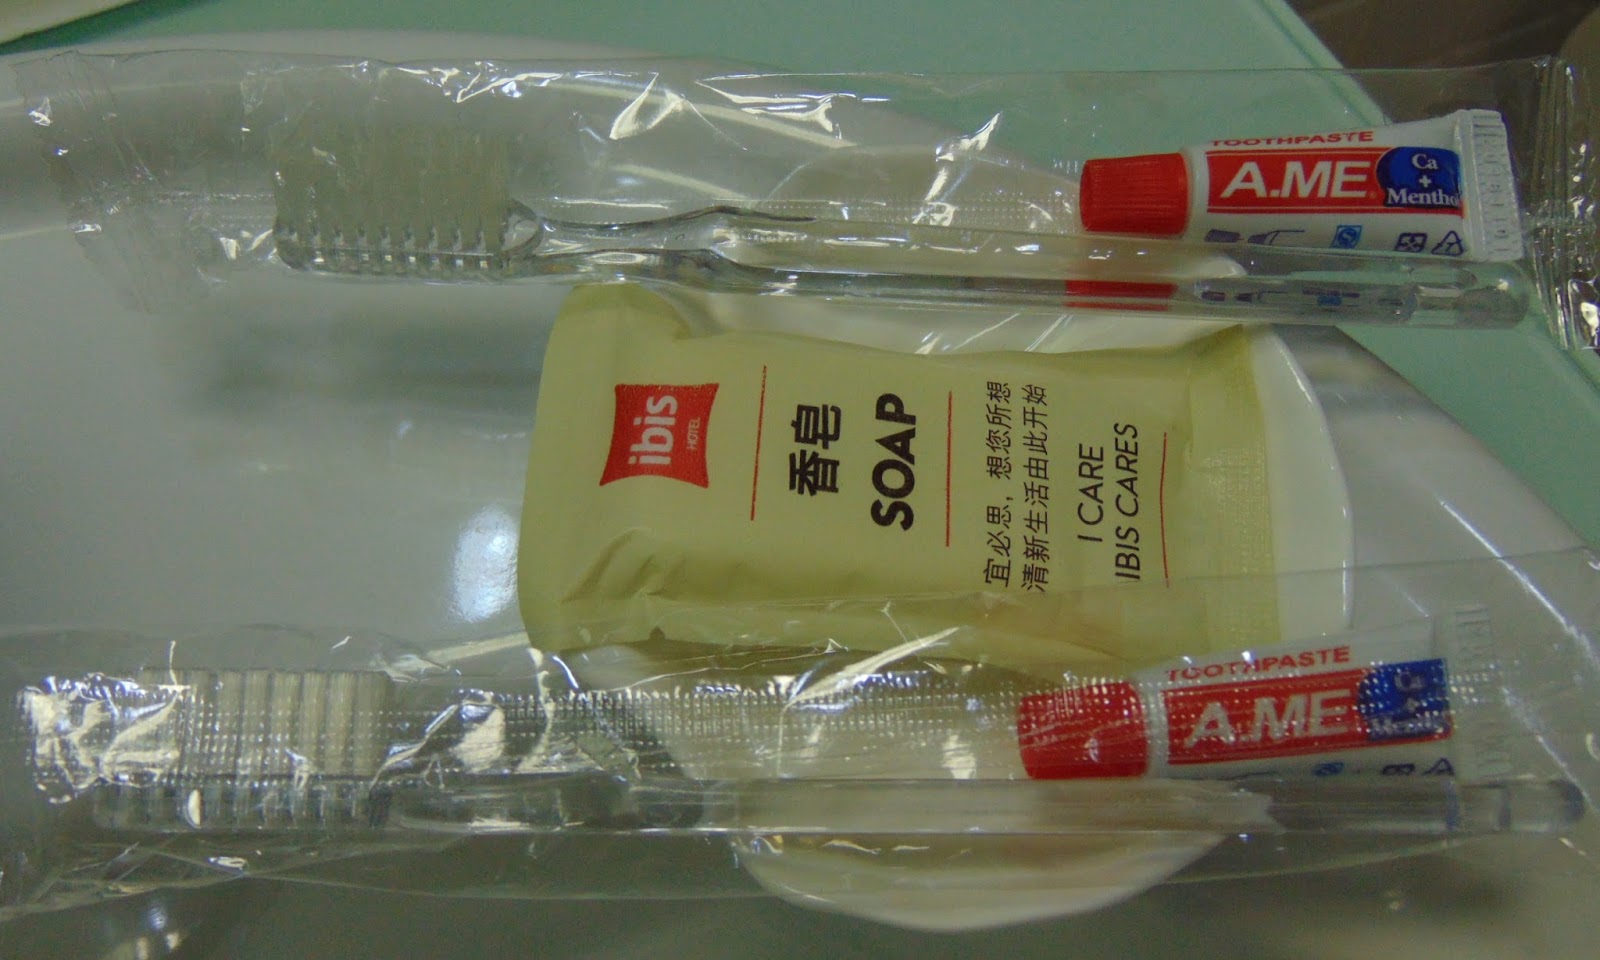 TOOTHPASTE
A.ME
Ca
+
Menthol
ibis
HOTEL
香皂
SOAP
宜必思，想您所想
清新生活由此开始
I CARE
IBIS CARES
TOOTHPASTE
A.ME
Ca
+
Menthol